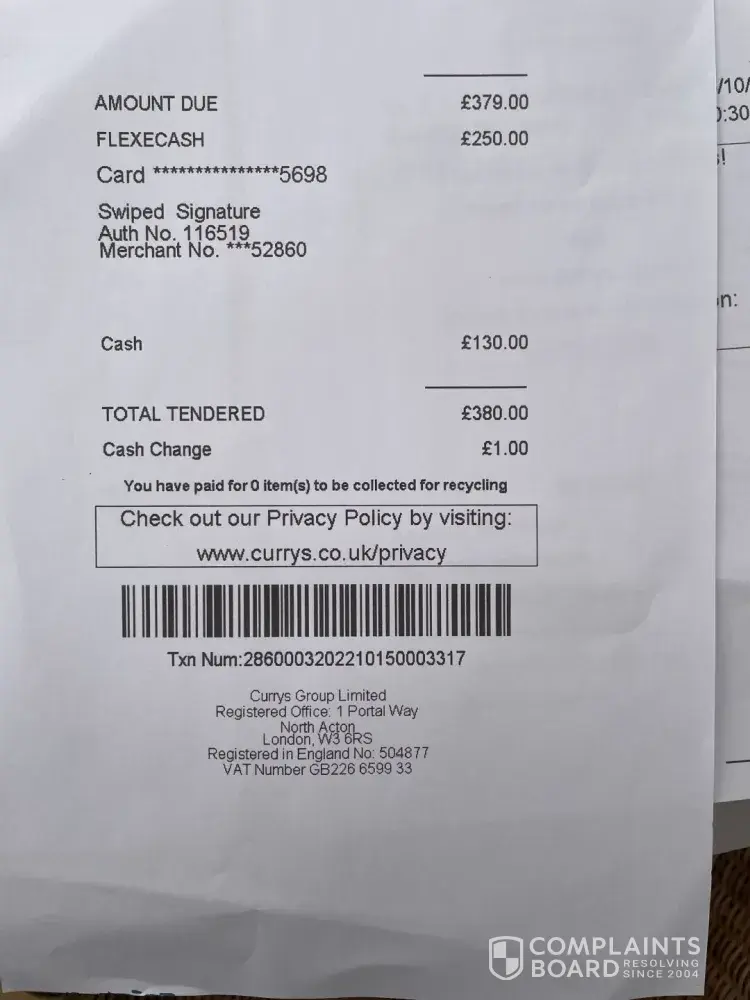 AMOUNT DUE £379.00
FLEXECASH £250.00
Card ***************5698
Swiped Signature
Auth No. 116519
Merchant No. ***52860
Cash £130.00
TOTAL TENDERED £380.00
Cash Change £1.00
You have paid for 0 item(s) to be collected for recycling
Check out our Privacy Policy by visiting:
www.currys.co.uk/privacy
Txn Num:2860003202210150003317
Currys Group Limited
Registered Office: 1 Portal Way
North Acton
London, W3 6RS
Registered in England No: 504877
VAT Number GB226 6599 33
/10/
:30
!
n:
COMPLAINTS
BOARD RESOLVING
SINCE 2004